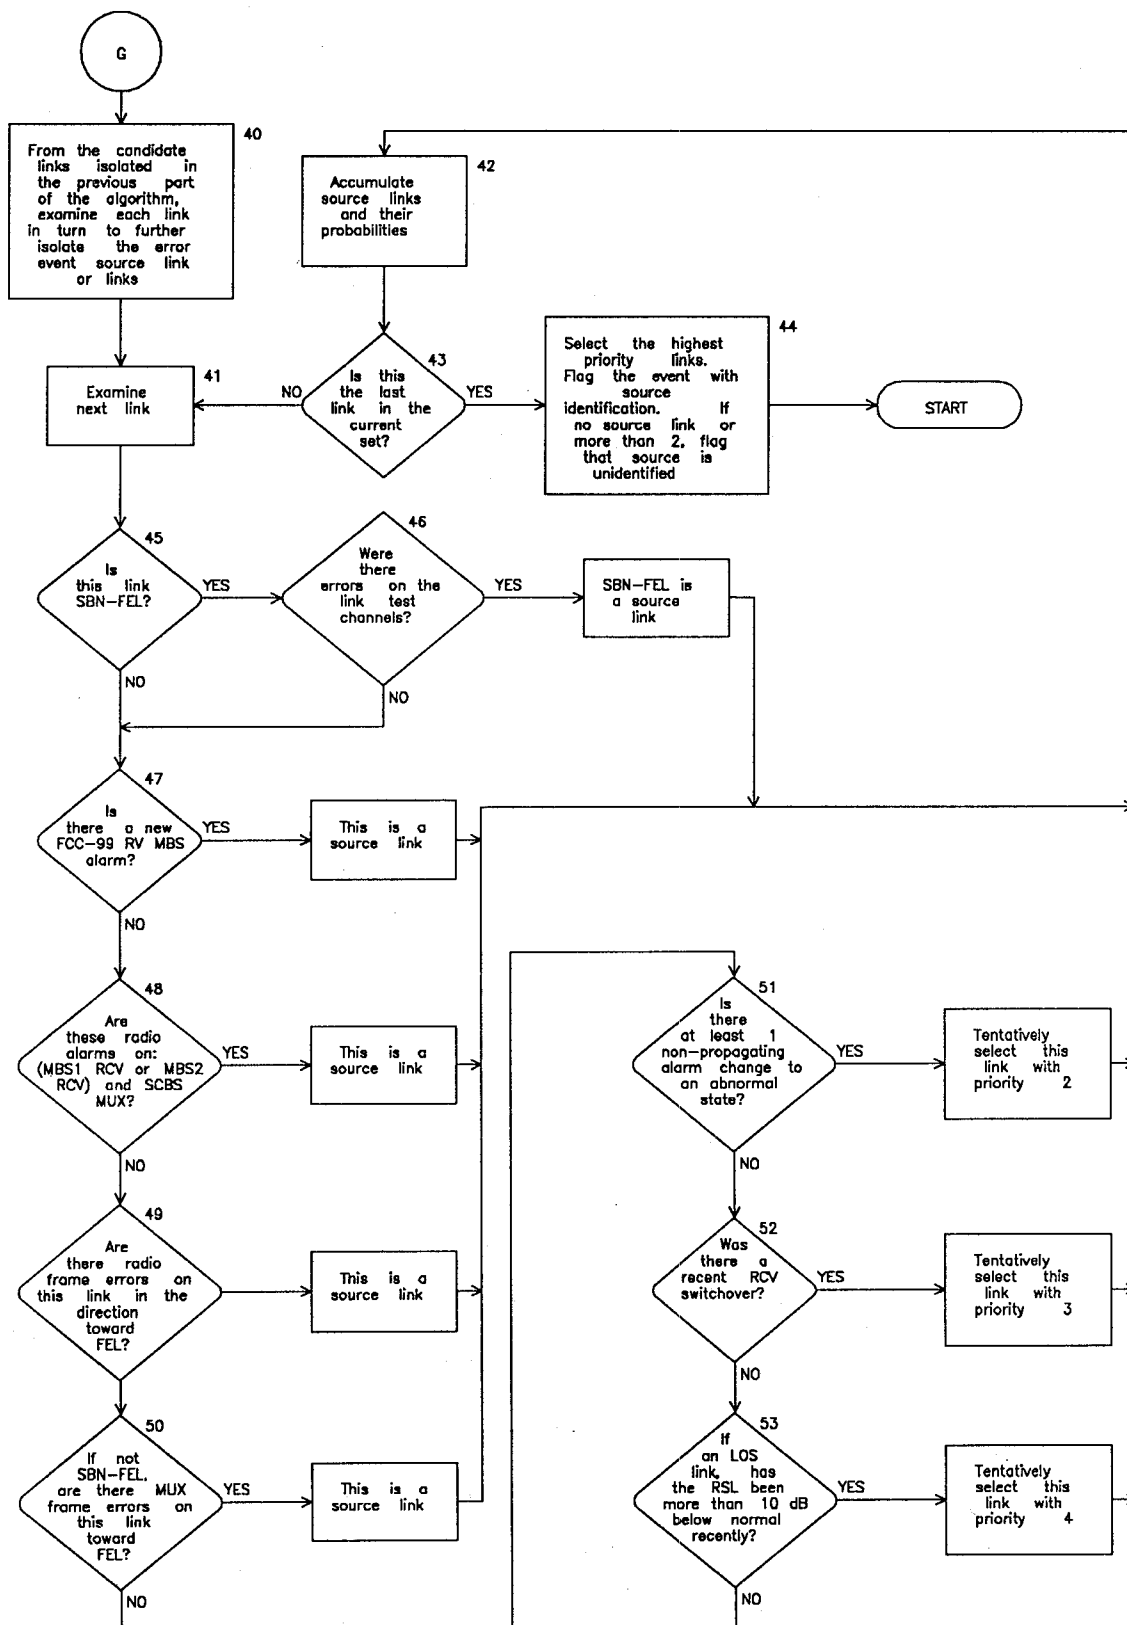 G
40
From the candidate
links isolated in
the previous part
of the algorithm,
examine each link
in turn to further
isolate the error
event source link
or links
42
Accumulate
source links
and their
probabilities
41
Examine
next link
43
Is this
the last
link in the
current
set?
NO
YES
44
Select the highest
priority links.
Flag the event with
source
identification. If
no source link or
more than 2, flag
that source is
unidentified
START
45
Is
this link
SBN-FEL?
YES
NO
46
Were
there
errors on the
link test
channels?
YES
NO
SBN-FEL is
a source
link
47
Is
there a new
FCC-99 RV MBS
alarm?
YES
NO
This is a
source link
48
Are
these radio
alarms on:
(MBS1 RCV or MBS2
RCV) and SCBS
MUX?
YES
NO
This is a
source link
49
Are
there radio
frame errors on
this link in the
direction
toward
FEL?
This is a
source link
50
If not
SBN-FEL,
are there MUX
frame errors on
this link
toward
FEL?
YES
NO
This is a
source link
51
Is
there
at least 1
non-propagating
alarm change to
an abnormal
state?
YES
NO
Tentatively
select this
link with
priority 2
52
Was
there a
recent RCV
switchover?
YES
NO
Tentatively
select this
link with
priority 3
53
If
an LOS
link, has
the RSL been
more than 10 dB
below normal
recently?
YES
NO
Tentatively
select this
link with
priority 4